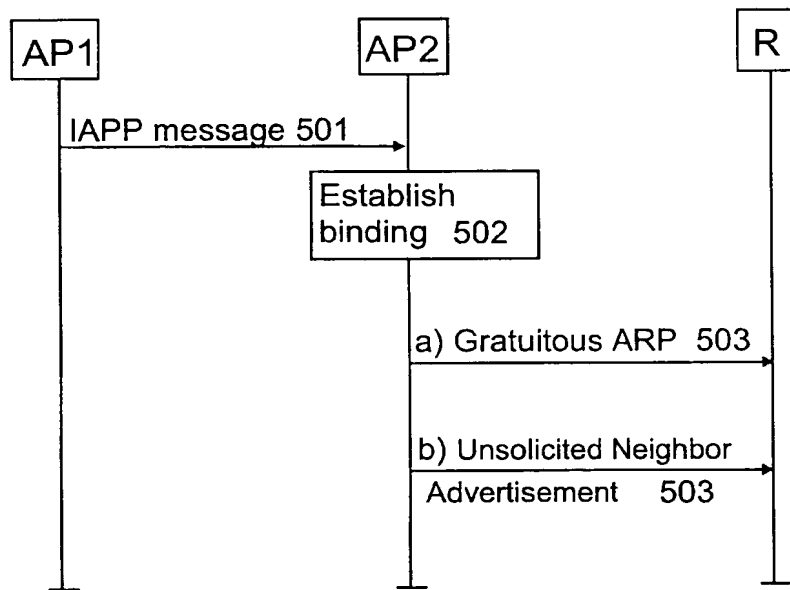 AP1
AP2
R
IAPP message 501
Establish
binding 502
a) Gratuitous ARP 503
b) Unsolicited Neighbor
Advertisement 503